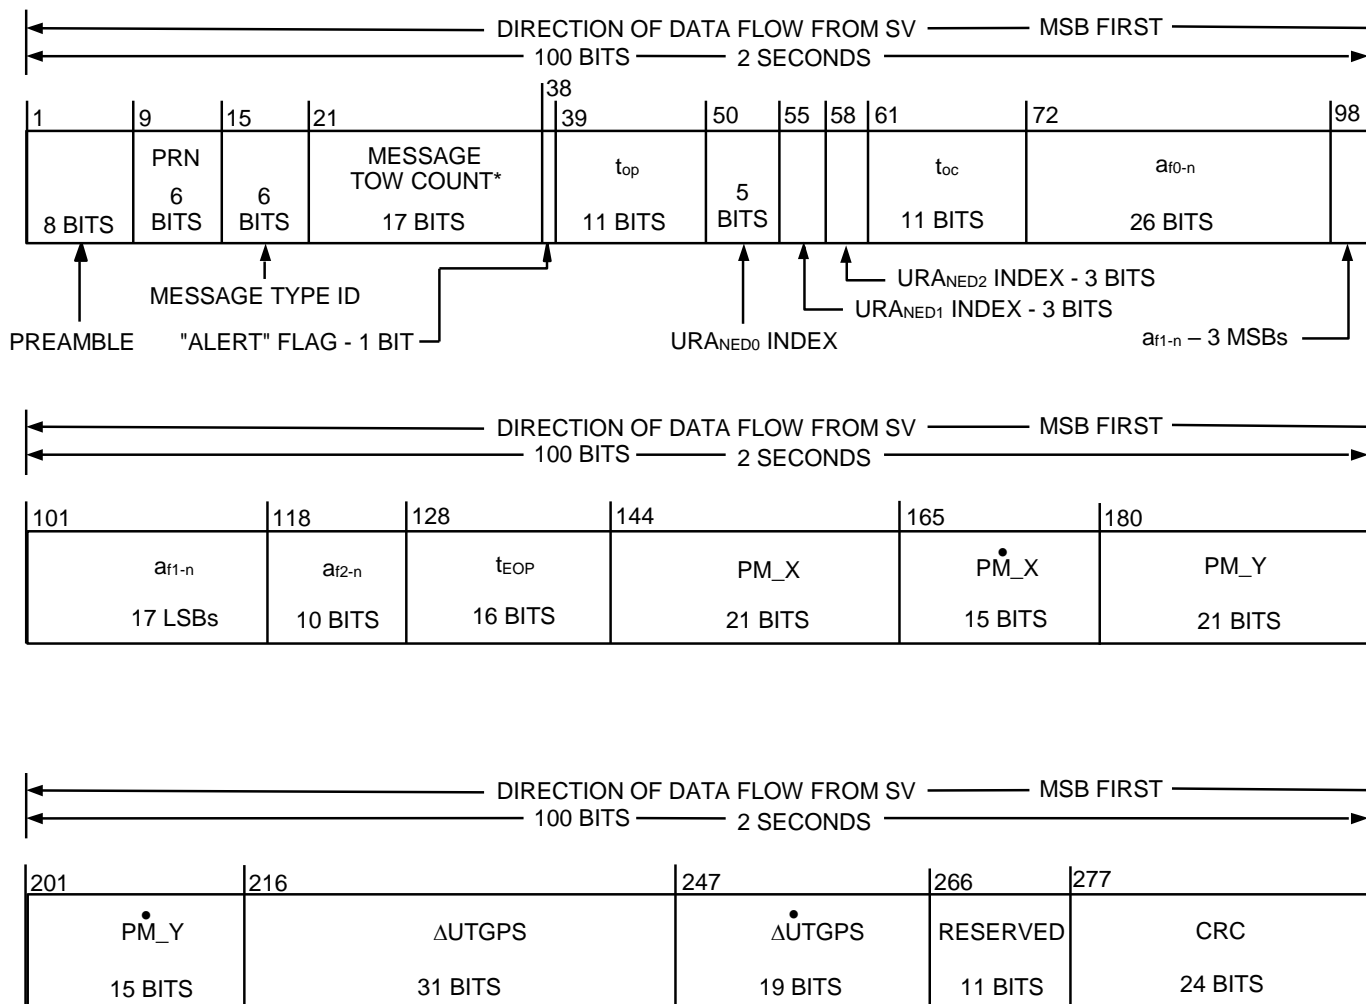 DIRECTION OF DATA FLOW FROM SV MSB FIRST
100 BITS 2 SECONDS
38
1 9 15 21 39 50 55 58 61 72 98
PRN MESSAGE
TOW COUNT* top toc af0-n
6 6 5
8 BITS BITS BITS 17 BITS 11 BITS BITS 11 BITS 26 BITS
URANED2 INDEX - 3 BITS
MESSAGE TYPE ID
URANED1 INDEX - 3 BITS
PREAMBLE "ALERT" FLAG - 1 BIT URANED0 INDEX af1-n – 3 MSBs
DIRECTION OF DATA FLOW FROM SV MSB FIRST
100 BITS 2 SECONDS
101 118 128 144 165 180
af1-n af2-n tEOP PM_X PṀ_X PM_Y
17 LSBs 10 BITS 16 BITS 21 BITS 15 BITS 21 BITS
DIRECTION OF DATA FLOW FROM SV MSB FIRST
100 BITS 2 SECONDS
201 216 247 266 277
PṀ_Y ΔUTGPS ΔU̇TGPS RESERVED CRC
15 BITS 31 BITS 19 BITS 11 BITS 24 BITS